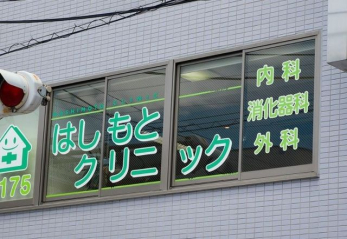 はしもと
クリニック
内科
消化器科
外科
175